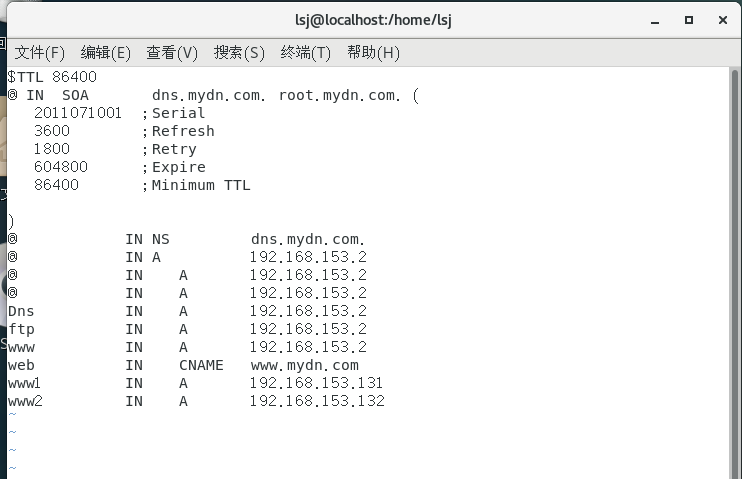 lsj@localhost:/home/lsj
文件(F) 编辑(E) 查看(V) 搜索(S) 终端(T) 帮助(H)
$TTL 86400
@ IN  SOA       dns.mydn.com. root.mydn.com. (
   2011071001  ;Serial
   3600        ;Refresh
   1800        ;Retry
   604800      ;Expire
   86400       ;Minimum TTL
)
@            IN NS         dns.mydn.com.
@            IN A          192.168.153.2
@            IN    A       192.168.153.2
@            IN    A       192.168.153.2
Dns          IN    A       192.168.153.2
ftp          IN    A       192.168.153.2
www          IN    A       192.168.153.2
web          IN    CNAME   www.mydn.com
www1         IN    A       192.168.153.131
www2         IN    A       192.168.153.132
~
~
~
~